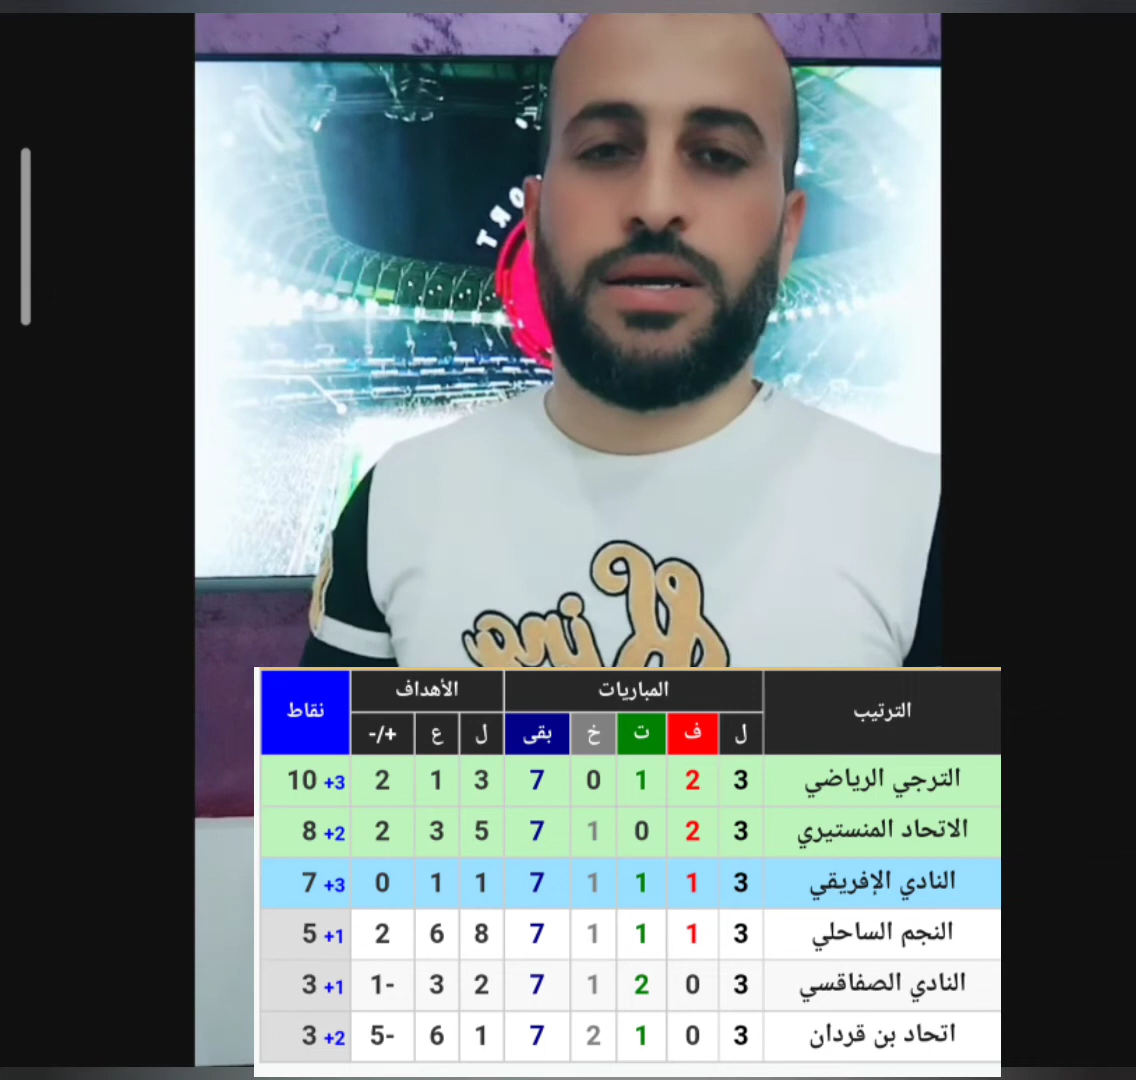 الترتيب المباريات الأهداف نقاط
ل ف ت خ بقى ل ع +/-
الترجي الرياضي 3 2 1 0 7 3 1 2 10 +3
الاتحاد المنستيري 3 2 0 1 7 5 3 2 8 +2
النادي الإفريقي 3 1 1 1 7 1 1 0 7 +3
النجم الساحلي 3 1 1 1 7 8 6 2 5 +1
النادي الصفاقسي 3 0 2 1 7 2 3 1- 3 +1
اتحاد بن قردان 3 0 1 2 7 1 6 5- 3 +2